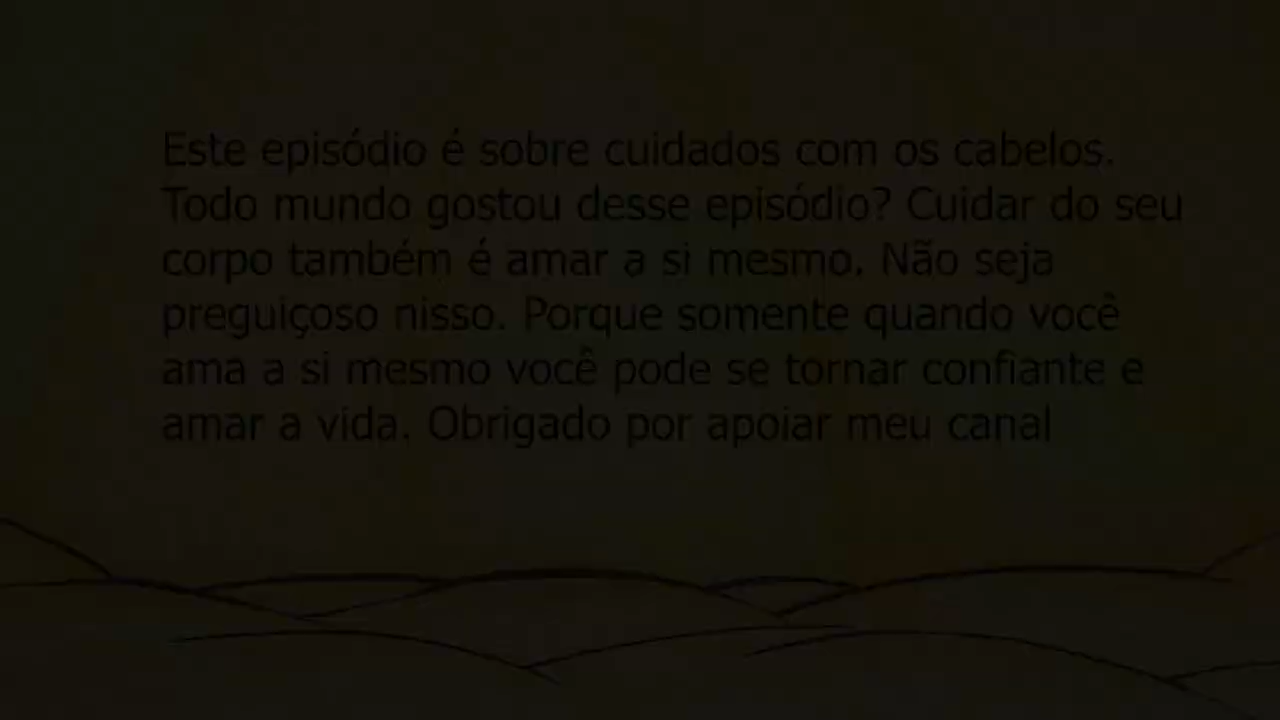 Este episódio é sobre cuidados com os cabelos.
Todo mundo gostou desse episódio? Cuidar do seu
corpo também é amar a si mesmo. Não seja
preguiçoso nisso. Porque somente quando você
ama a si mesmo você pode se tornar confiante e
amar a vida. Obrigado por apoiar meu canal